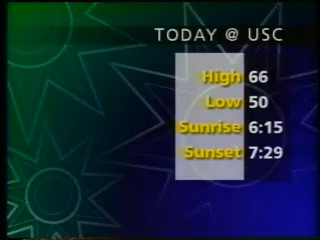 TODAY @ USC
High 66
Low 50
Sunrise 6:15
Sunset 7:29